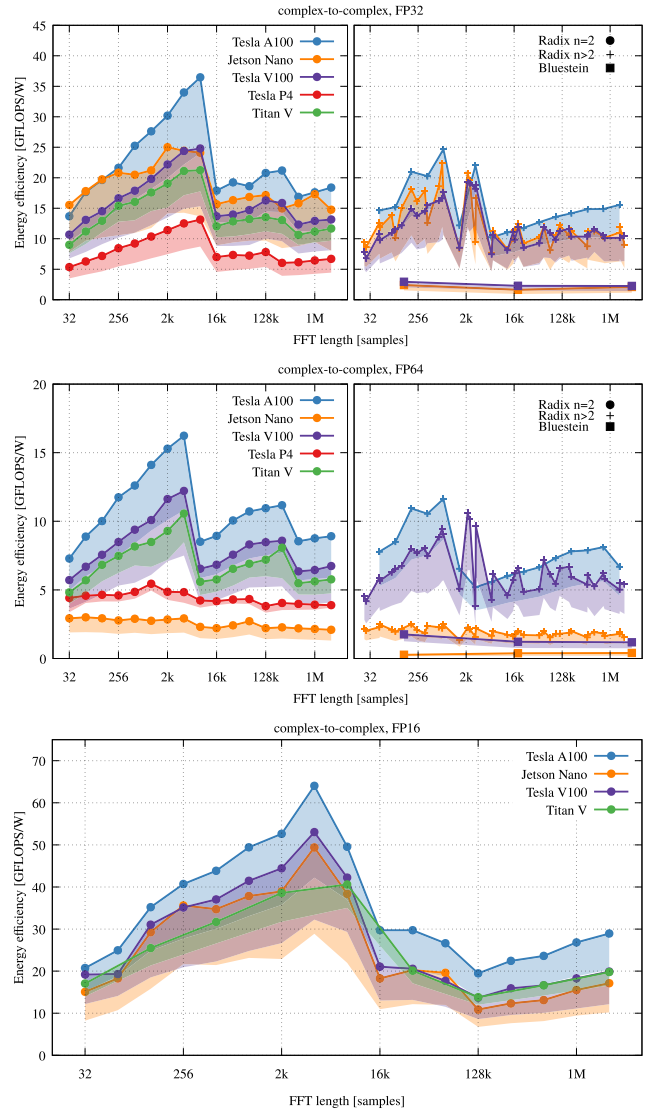 complex-to-complex, FP32
Energy efficiency [GFLOPS/W]
45
40
35
30
25
20
15
10
5
0
Tesla A100
Jetson Nano
Tesla V100
Tesla P4
Titan V
Radix n=2
Radix n>2
Bluestein
32 256 2k 16k 128k 1M
32 256 2k 16k 128k 1M
FFT length [samples]
FFT length [samples]
complex-to-complex, FP64
Energy efficiency [GFLOPS/W]
20
15
10
5
0
Tesla A100
Jetson Nano
Tesla V100
Tesla P4
Titan V
Radix n=2
Radix n>2
Bluestein
32 256 2k 16k 128k 1M
32 256 2k 16k 128k 1M
FFT length [samples]
FFT length [samples]
complex-to-complex, FP16
Energy efficiency [GFLOPS/W]
70
60
50
40
30
20
10
0
Tesla A100
Jetson Nano
Tesla V100
Titan V
32 256 2k 16k 128k 1M
FFT length [samples]